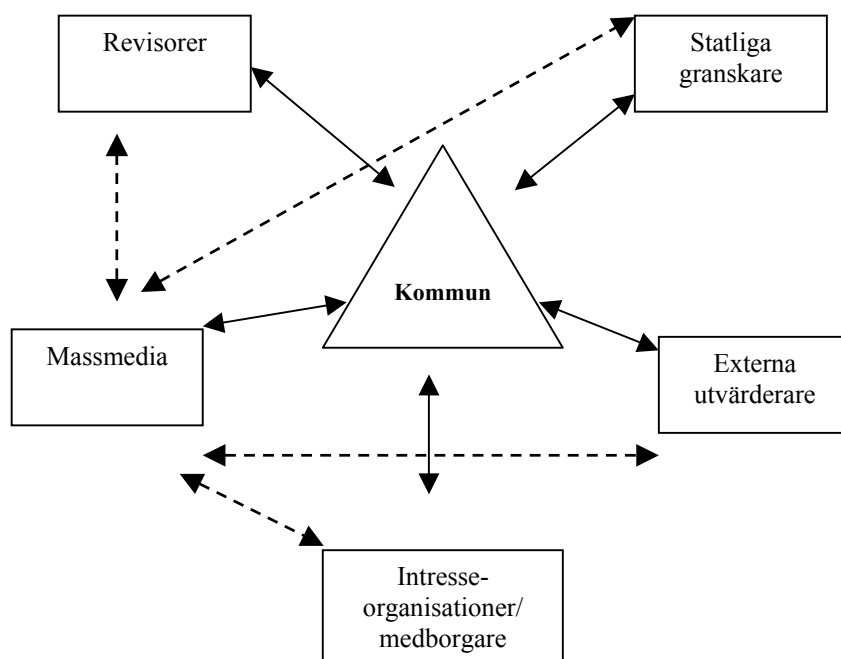 Revisorer
Statliga
granskare
Kommun
Massmedia
Externa
utvärderare
Intresse-
organisationer/
medborgare